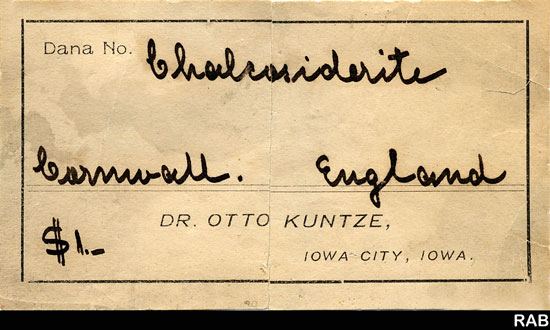 Dana No. Chalcosiderite
Cornwall. England
$1.-
DR. OTTO KUNTZE,
IOWA CITY, IOWA.
RAB